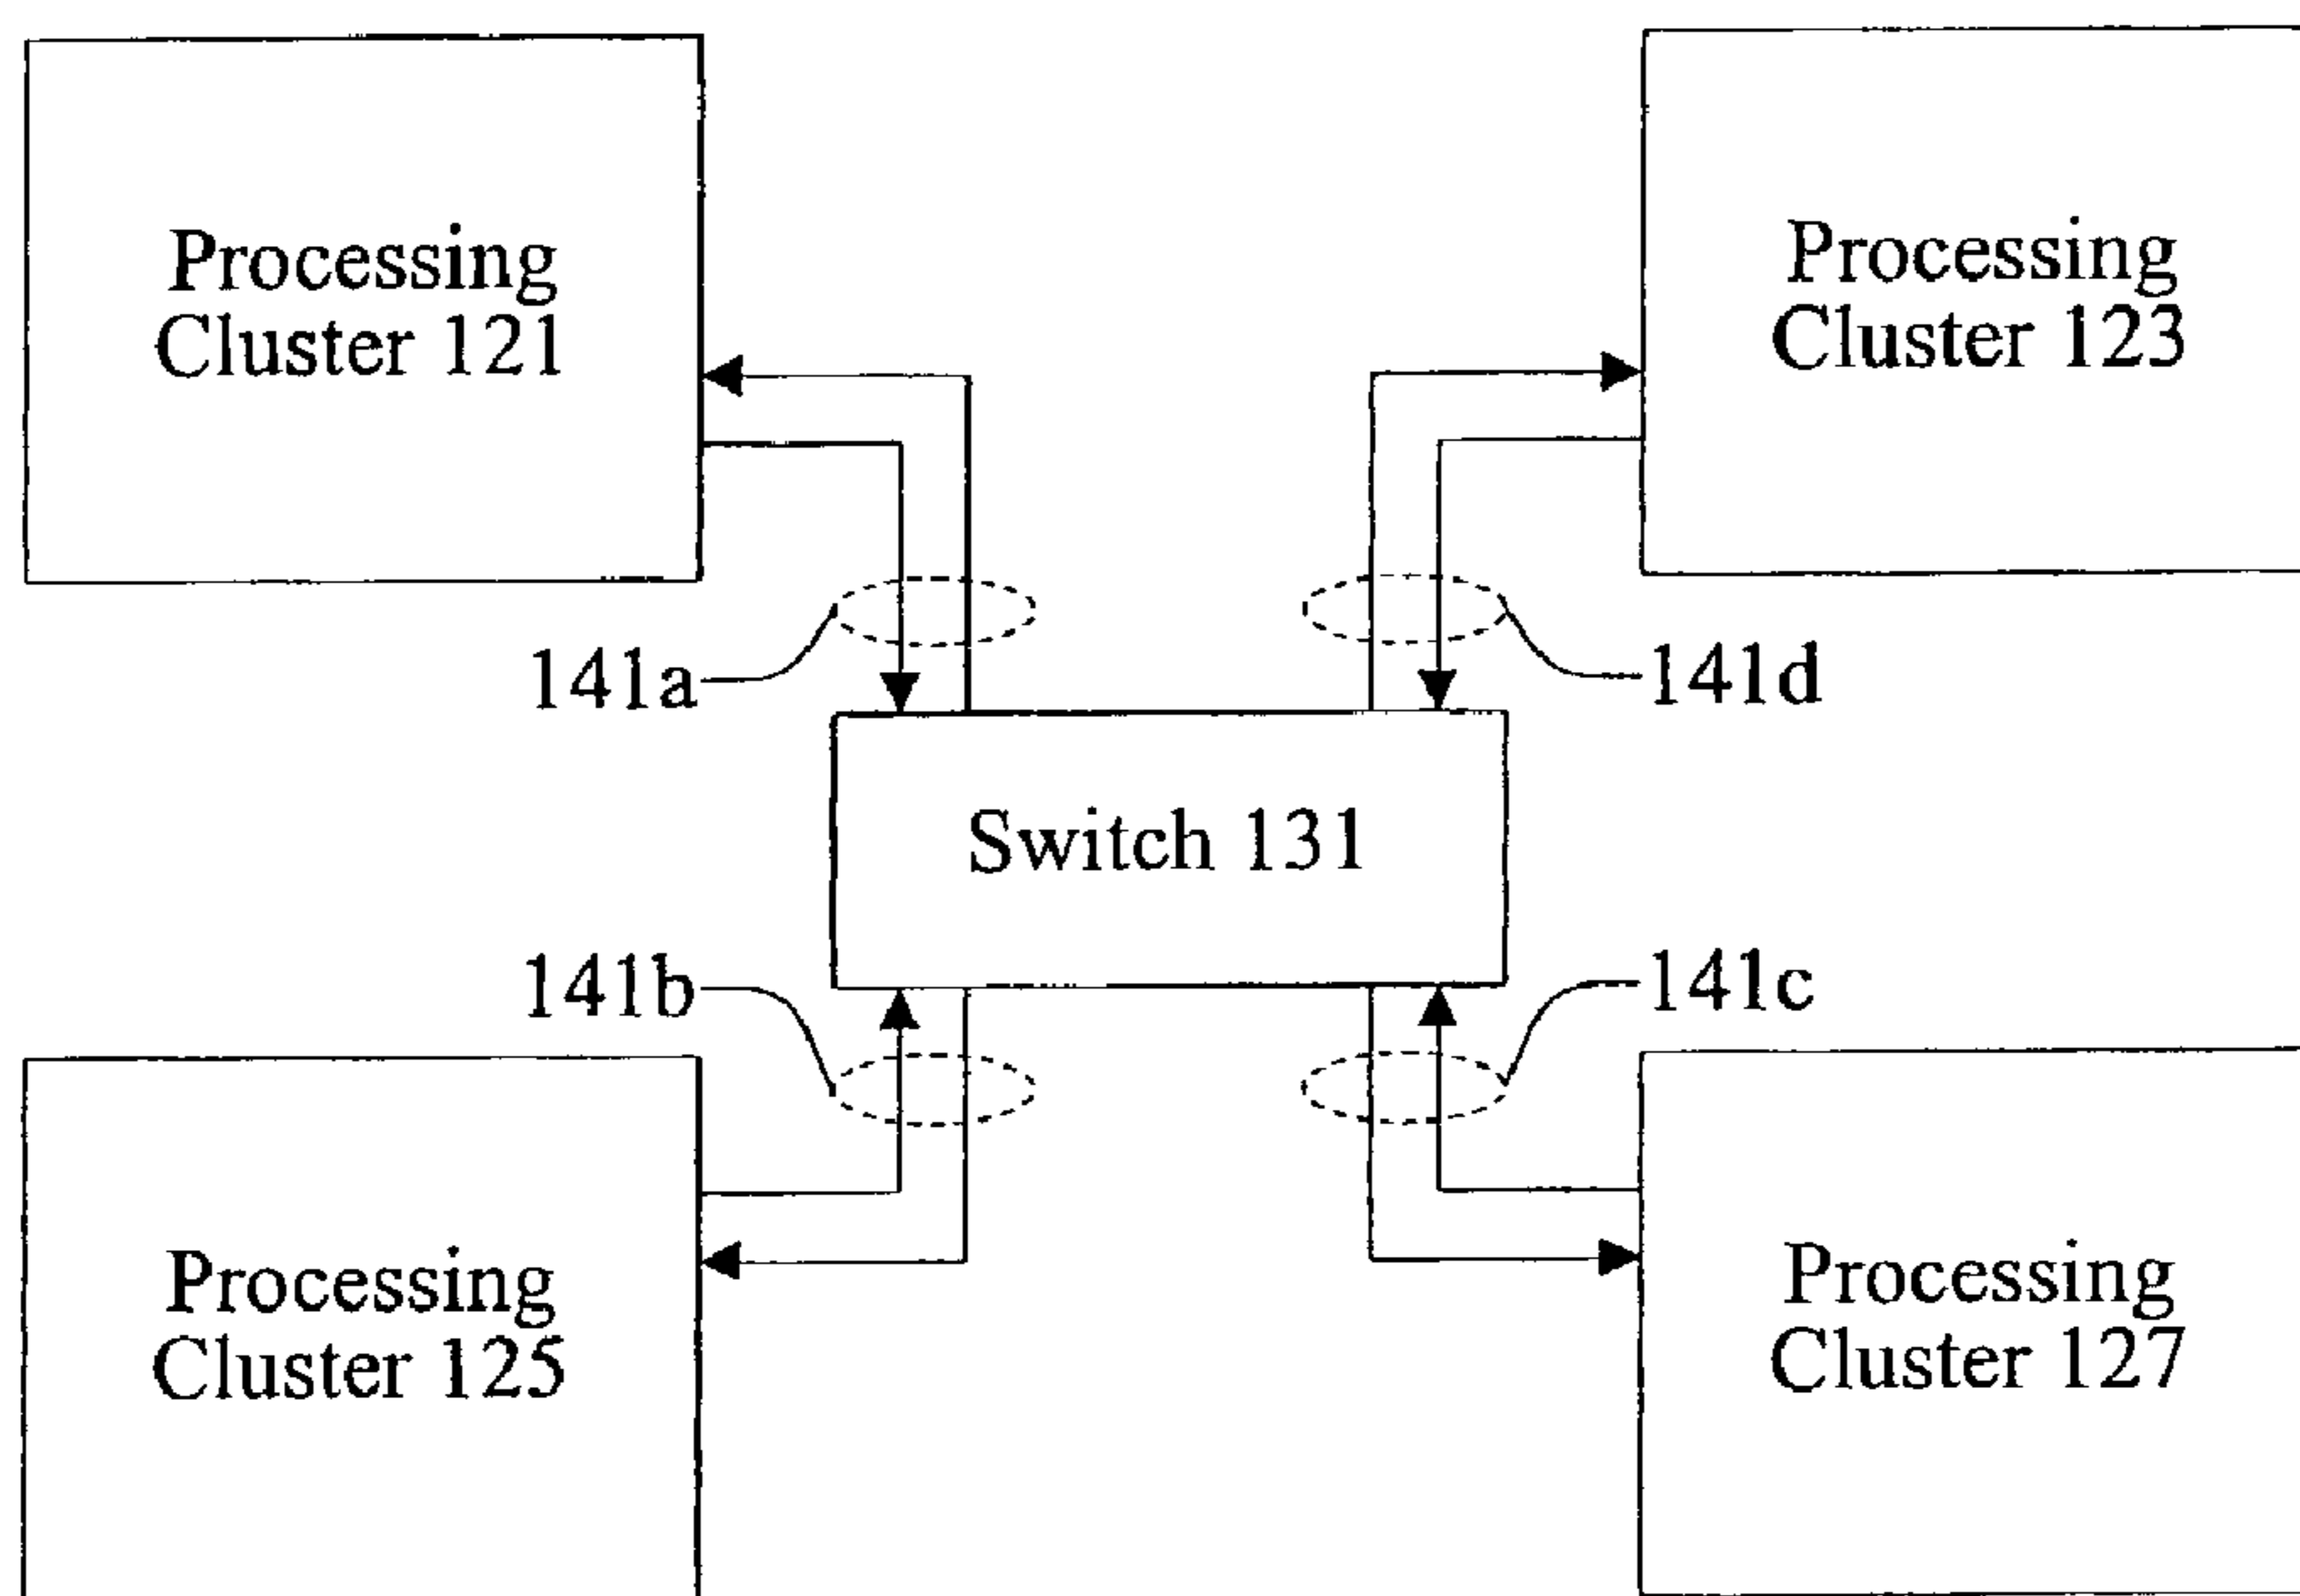 Processing
Cluster 121
Processing
Cluster 123
141a
141d
Switch 131
141b
141c
Processing
Cluster 125
Processing
Cluster 127